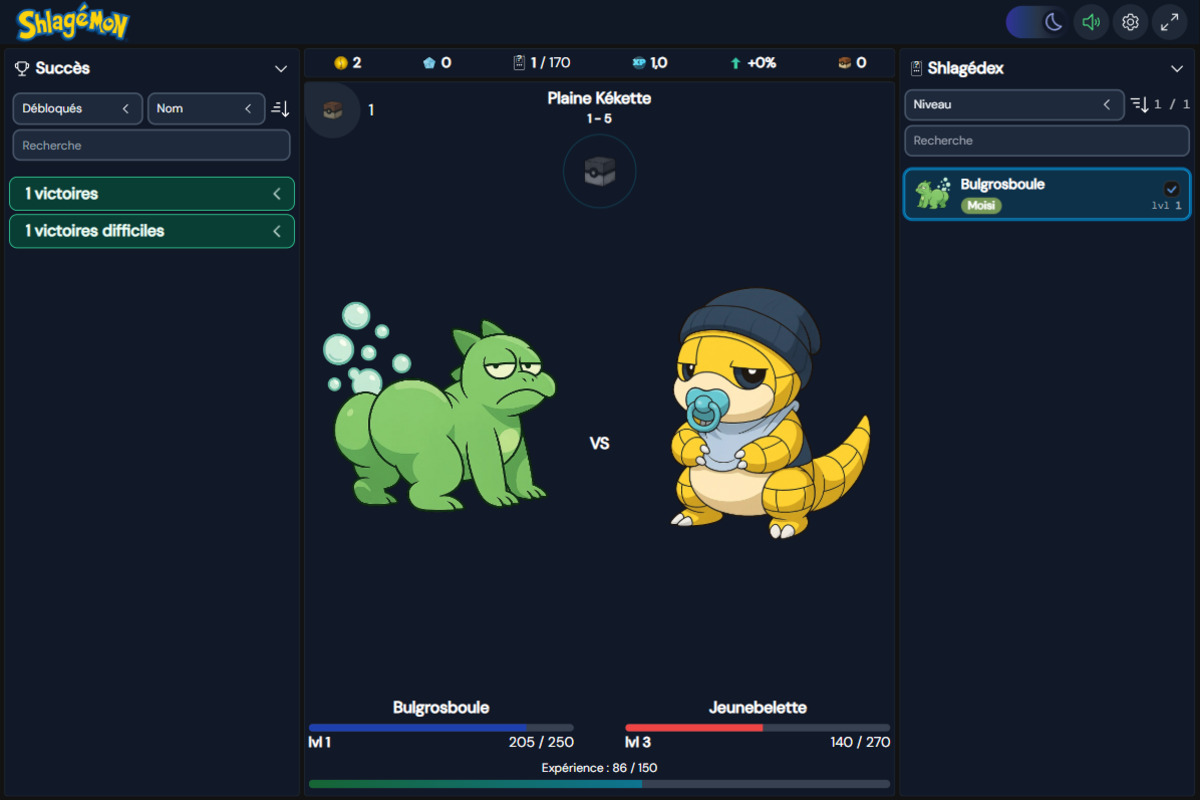 Shlagémon
Succès
Débloqués
Nom
Recherche
1 victoires
1 victoires difficiles
2
0
1 / 170
XP 1,0
+0%
0
1
Plaine Kékette
1 - 5
VS
Bulgrosboule
lvl 1
205 / 250
Jeunebelette
lvl 3
140 / 270
Expérience : 86 / 150
Shlagédex
Niveau
1 / 1
Recherche
Bulgrosboule
Moisi
lvl 1